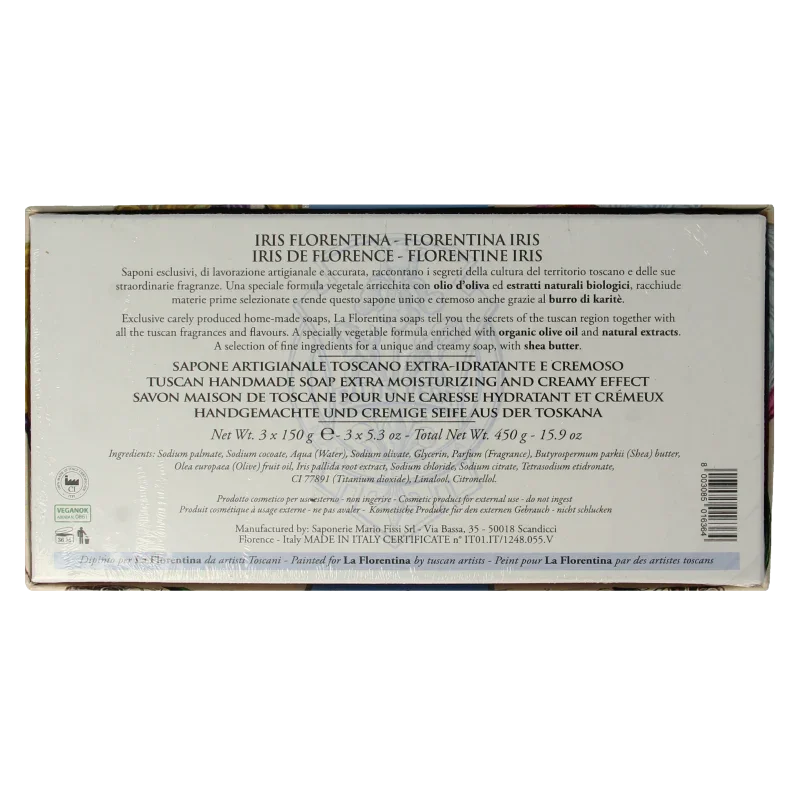 IRIS FLORENTINA - FLORENTINA IRIS
IRIS DE FLORENCE - FLORENTINE IRIS
Saponi esclusivi, di lavorazione artigianale e accurata, raccontano i segreti della cultura del territorio toscano e delle sue
straordinarie fragranze. Una speciale formula vegetale arricchita con olio d'oliva ed estratti naturali biologici, racchiude
materie prime selezionate e rende questo sapone unico e cremoso anche grazie al burro di karitè.
Exclusive carely produced home-made soaps, La Florentina soaps tell you the secrets of the tuscan region together with
all the tuscan fragrances and flavours. A specially vegetable formula enriched with organic olive oil and natural extracts.
A selection of fine ingredients for a unique and creamy soap, with shea butter.
SAPONE ARTIGIANALE TOSCANO EXTRA-IDRATANTE E CREMOSO
TUSCAN HANDMADE SOAP EXTRA MOISTURIZING AND CREAMY EFFECT
SAVON MAISON DE TOSCANE POUR UNE CARESSE HYDRATANT ET CRÉMEUX
HANDGEMACHTE UND CREMIGE SEIFE AUS DER TOSKANA
Net Wt. 3 x 150 g ℮- 3 x 5.3 oz - Total Net Wt. 450 g - 15.9 oz
Ingredients: Sodium palmate, Sodium cocoate, Aqua (Water), Sodium olivate, Glycerin, Parfum (Fragrance), Butyrospermum parkii (Shea) butter,
Olea europaea (Olive) fruit oil, Iris pallida root extract, Sodium chloride, Sodium citrate, Tetrasodium etidronate,
CI 77891 (Titanium dioxide), Linalool, Citronellol.
Prodotto cosmetico per uso esterno - non ingerire - Cosmetic product for external use - do not ingest
Produit cosmétique à usage externe - ne pas avaler - Kosmetische Produkte für den externen Gebrauch - nicht schlucken
Manufactured by: Saponerie Mario Fissi Srl - Via Bassa, 35 - 50018 Scandicci
Florence - Italy MADE IN ITALY CERTIFICATE n° IT01.IT/1248.055.V
Dipinto per La Florentina da artisti Toscani - Painted for La Florentina by tuscan artists - Peint pour La Florentina par des artistes toscans
CI
VEGANOK
8 003085 016364